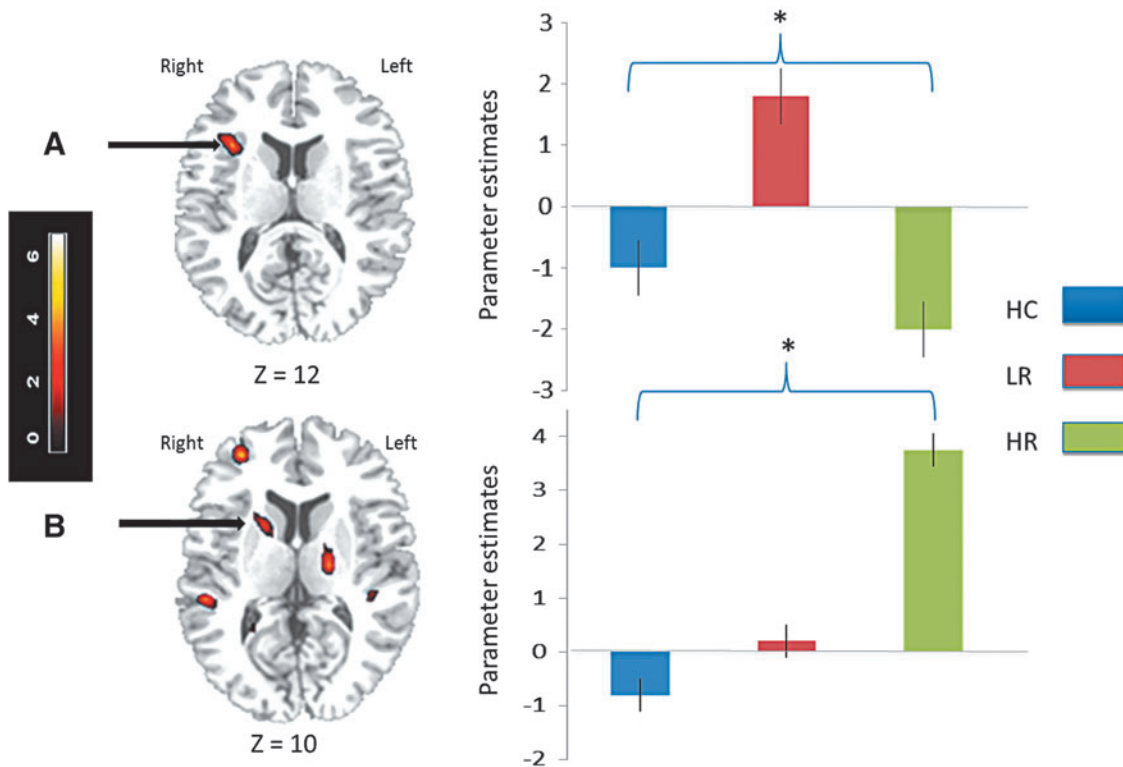 Right
Left
A
Z = 12
6
4
2
0
Right
Left
B
Z = 10
*
Parameter estimates
3
2
1
0
-1
-2
-3
*
Parameter estimates
4
3
2
1
0
-1
-2
HC
LR
HR